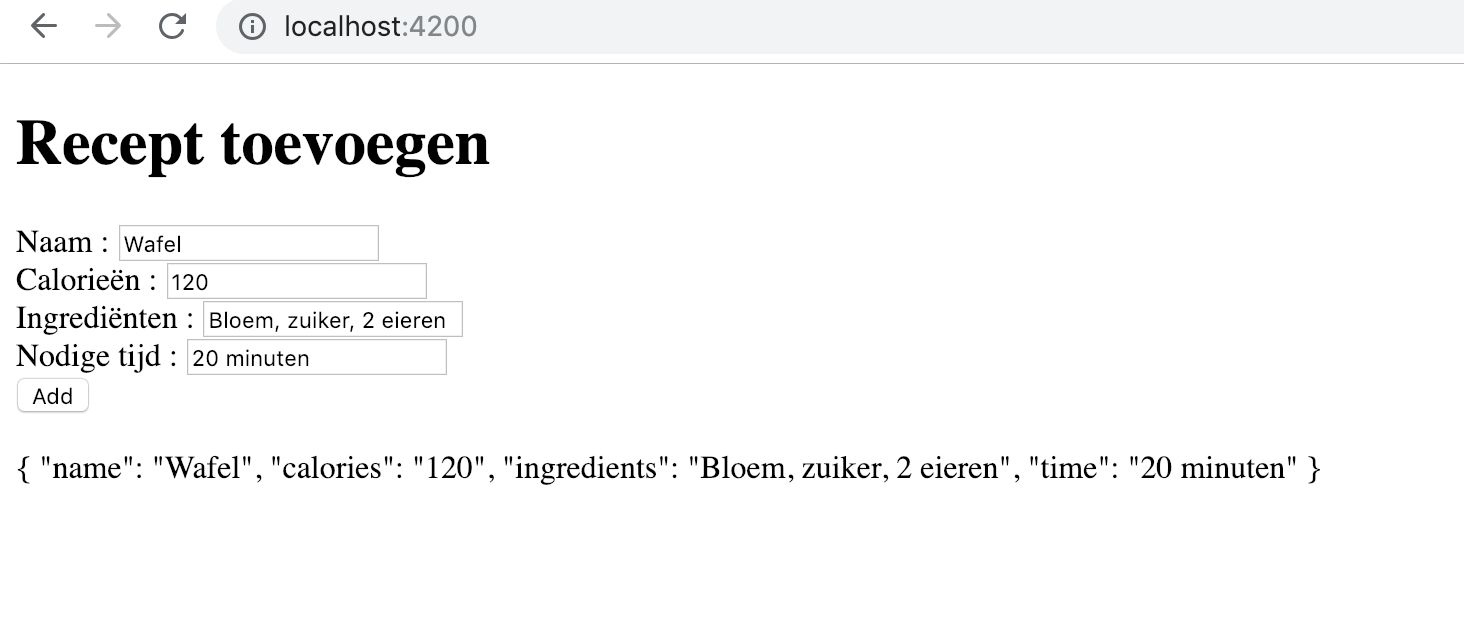 localhost:4200
Recept toevoegen
Naam : Wafel
Calorieën : 120
Ingrediënten : Bloem, zuiker, 2 eieren
Nodige tijd : 20 minuten
Add
{ "name": "Wafel", "calories": "120", "ingredients": "Bloem, zuiker, 2 eieren", "time": "20 minuten" }